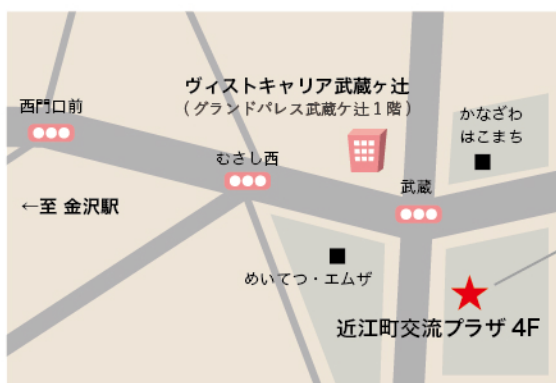 ヴィストキャリア武蔵ヶ辻
(グランドパレス武蔵ケ辻1階)
西門口前
かなざわ
はこまち
むさし西
武蔵
←至 金沢駅
めいてつ・エムザ
近江町交流プラザ 4F